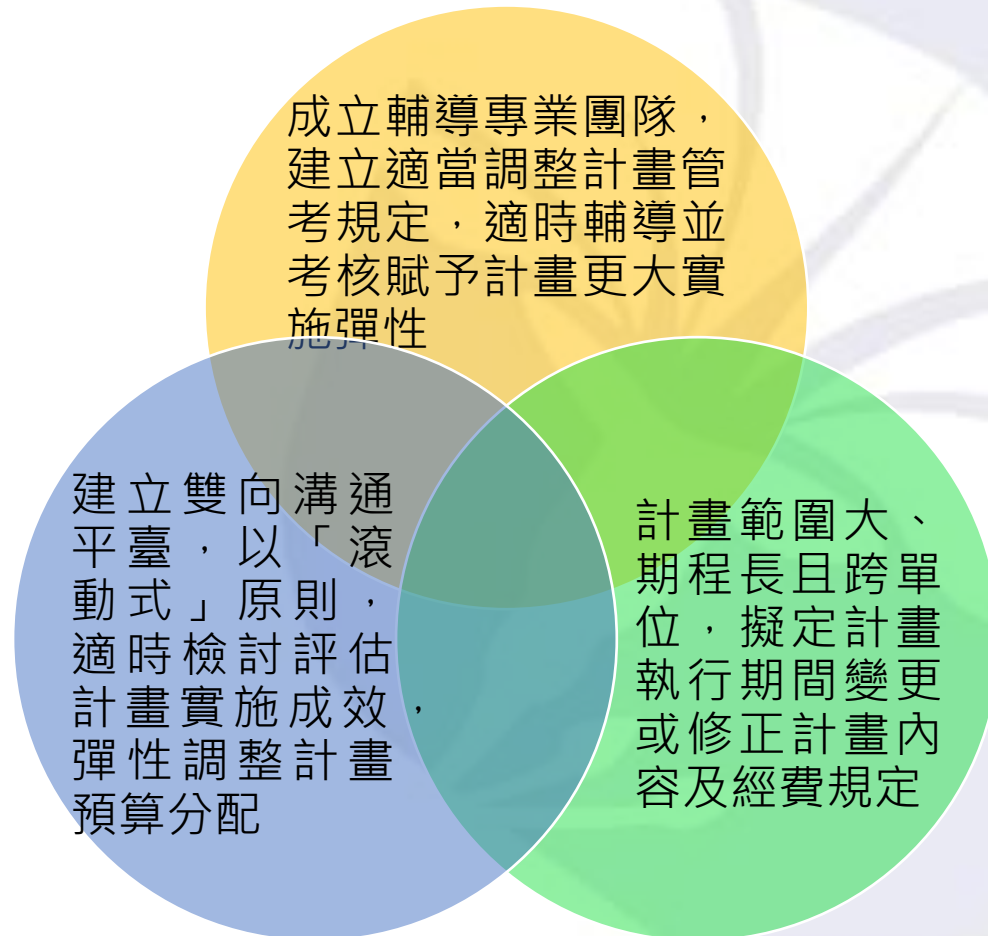 成立輔導專業團隊，
建立適當調整計畫管
考規定，適時輔導並
考核賦予計畫更大實
施彈性
建立雙向溝通
平臺，以「滾
動式」原則，
適時檢討評估
計畫實施成效，
彈性調整計畫
預算分配
計畫範圍大、
期程長且跨單
位，擬定計畫
執行期間變更
或修正計畫內
容及經費規定